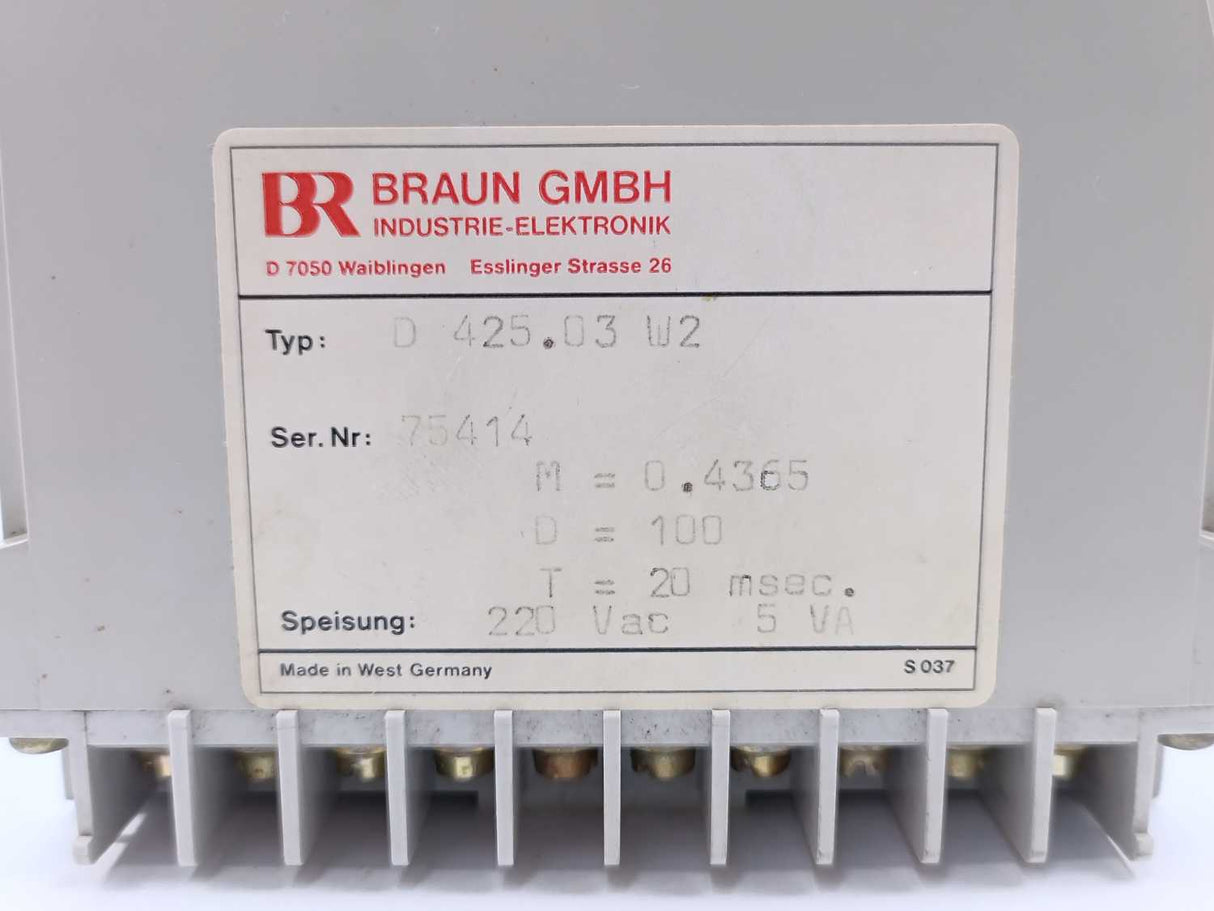 BR BRAUN GMBH
INDUSTRIE-ELEKTRONIK
D 7050 Waiblingen Esslinger Strasse 26
Typ: D 425.03 W2
Ser. Nr: 75414
M = 0.4365
D = 100
T = 20 msec.
Speisung: 220 Vac 5 VA
Made in West Germany S 037